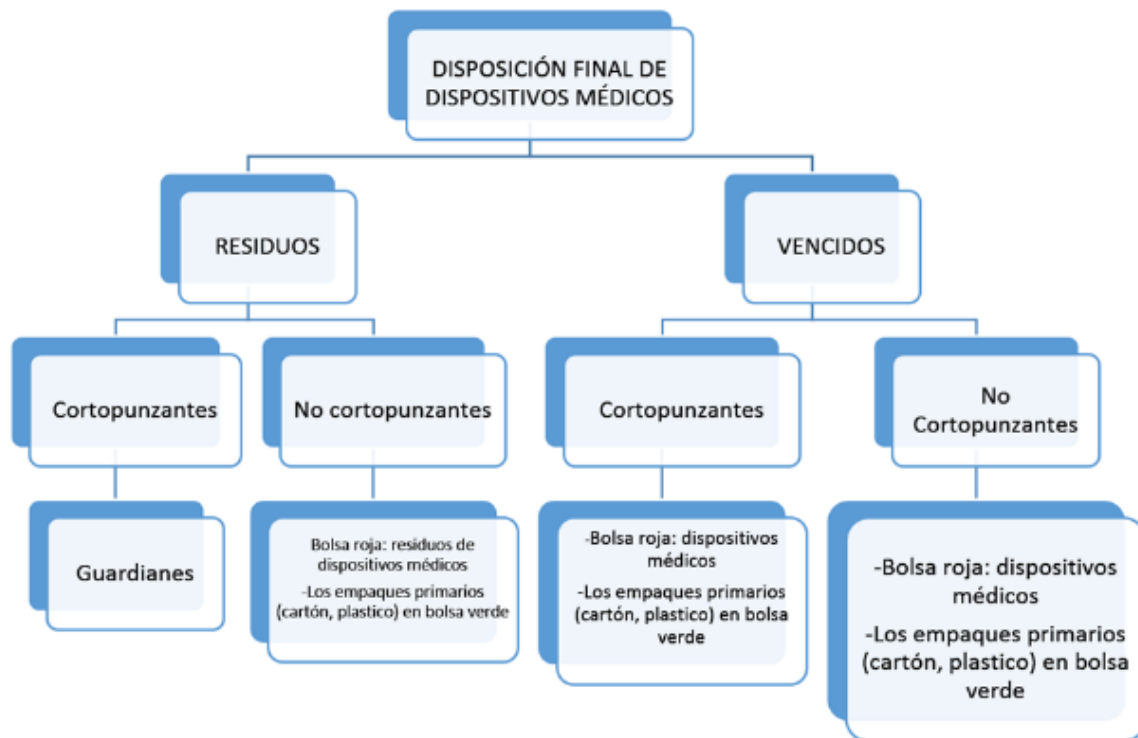 DISPOSICIÓN FINAL DE
DISPOSITIVOS MÉDICOS
RESIDUOS
VENCIDOS
Cortopunzantes
No cortopunzantes
Cortopunzantes
No
Cortopunzantes
Guardianes
Bolsa roja: residuos de
dispositivos médicos
-Los empaques primarios
(cartón, plastico) en bolsa verde
-Bolsa roja: dispositivos
médicos
-Los empaques primarios
(cartón, plastico) en bolsa
verde
-Bolsa roja: dispositivos
médicos
-Los empaques primarios
(cartón, plastico) en bolsa
verde